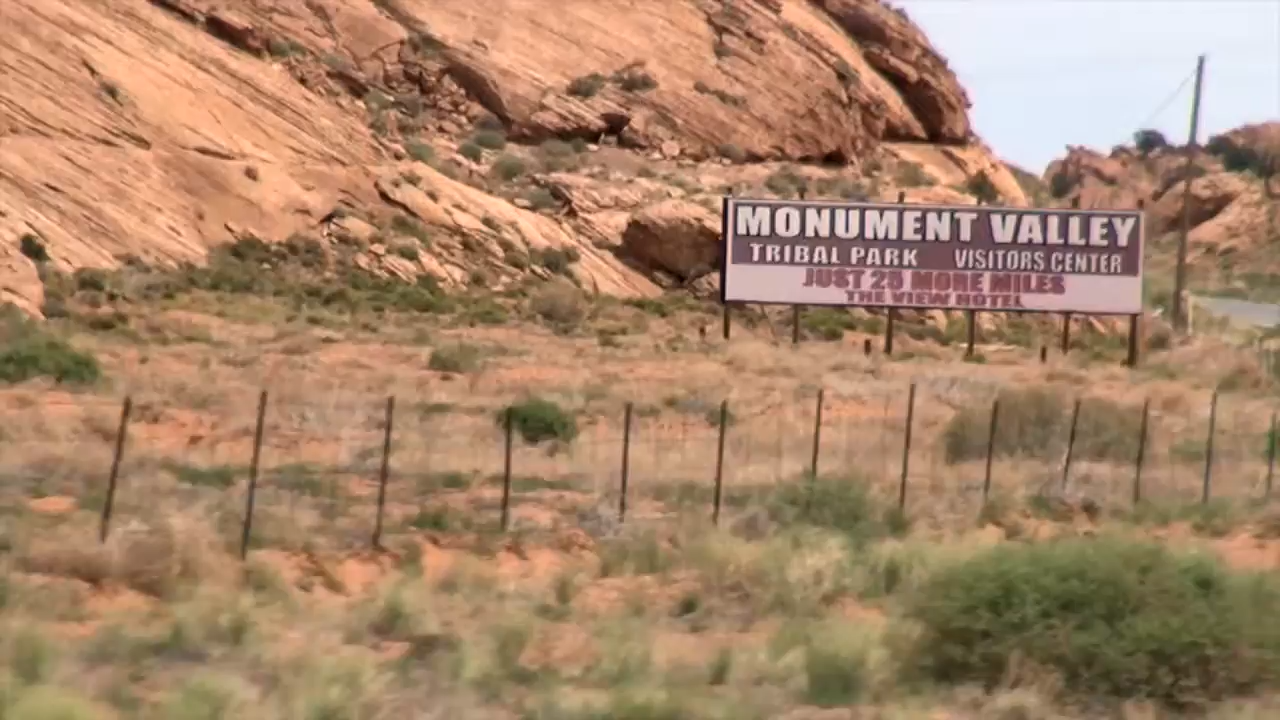 MONUMENT VALLEY
TRIBAL PARK VISITORS CENTER
JUST 25 MORE MILES
THE VIEW HOTEL